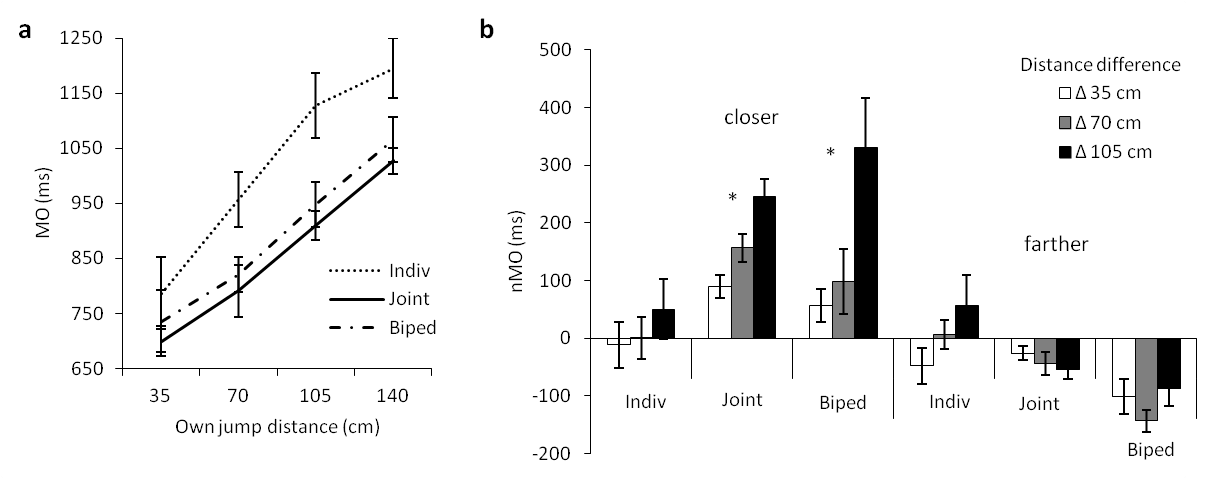 a
1250
1150
1050
950
850
750
650
MO (ms)
35 70 105 140
Own jump distance (cm)
Indiv
Joint
Biped
b
500
400
300
200
100
0
-100
-200
nMO (ms)
closer
farther
Distance difference
Δ 35 cm
Δ 70 cm
Δ 105 cm
*
*
Indiv Joint Biped Indiv Joint Biped